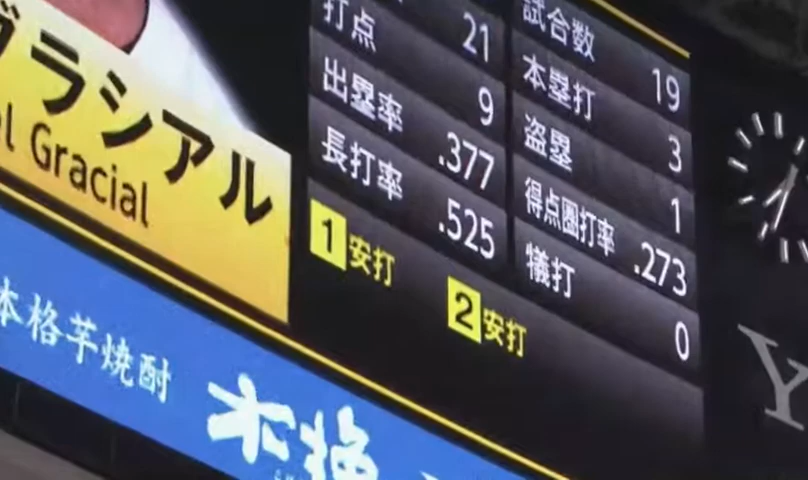 グラシアル
l Gracial
21
打点 9
出塁率 .377
長打率 .525
試合数 19
本塁打 3
盗塁 1
得点圏打率 .273
犠打 0
1 安打
2 安打
本格芋焼酎
木挽
Y